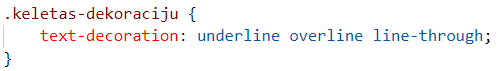 .keletas-dekoraciju {
    text-decoration: underline overline line-through;
}